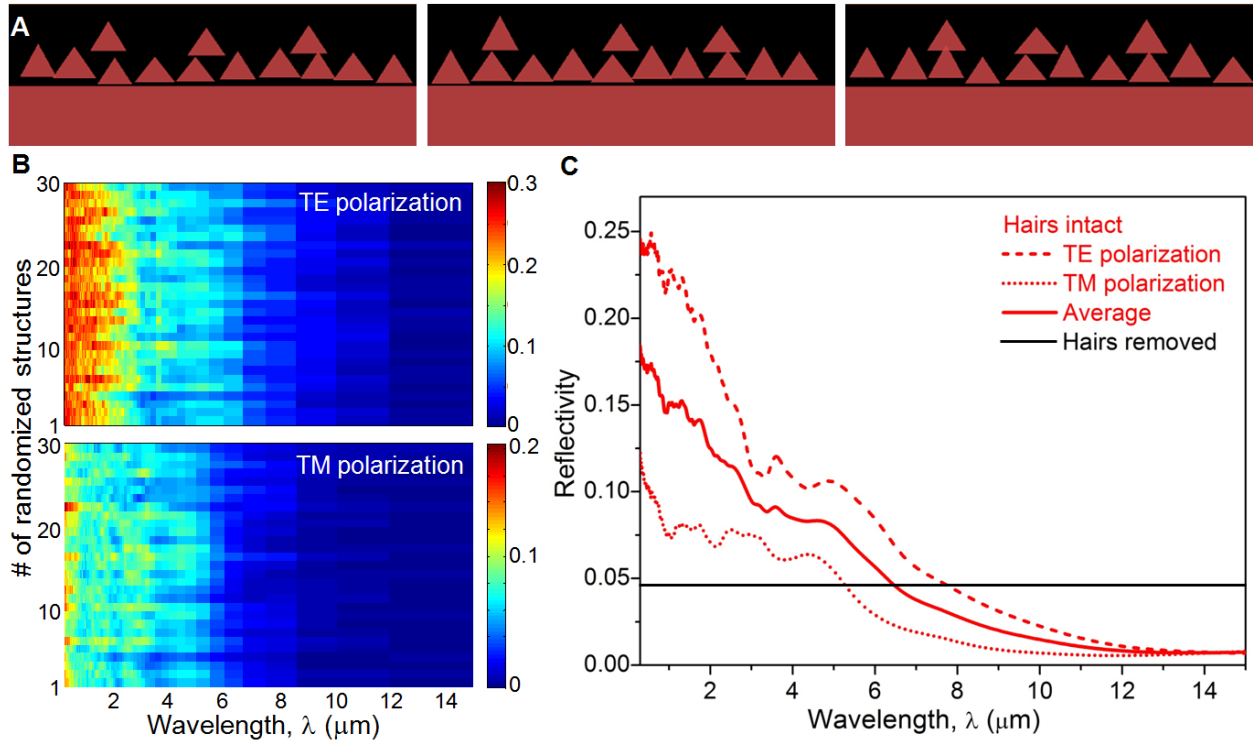 A
B
30
TE polarization
20
10
1
0.3
0.2
0.1
0
30
TM polarization
20
10
1
0.2
0.1
0
# of randomized structures
2 4 6 8 10 12 14
Wavelength, λ (μm)
C
Hairs intact
TE polarization
TM polarization
Average
Hairs removed
0.25
0.20
0.15
0.10
0.05
0.00
Reflectivity
2 4 6 8 10 12 14
Wavelength, λ (μm)